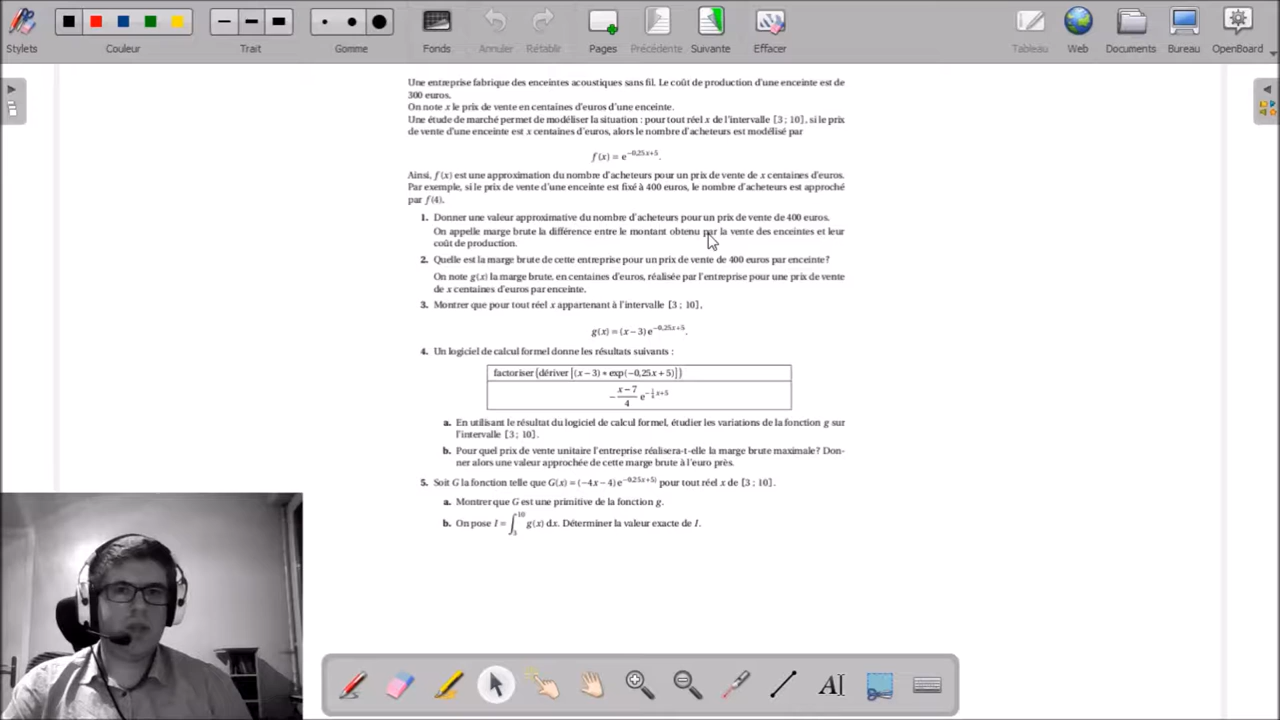 Stylets Couleur Trait Gomme Fonds Annuler Rétablir Pages Précédente Suivante Effacer Tableau Web Documents Bureau OpenBoard
Une entreprise fabrique des enceintes acoustiques sans fil. Le coût de production d'une enceinte est de
300 euros.
On note x le prix de vente en centaines d'euros d'une enceinte.
Une étude de marché permet de modéliser la situation : pour tout réel x de l'intervalle [3 ; 10], si le prix
de vente d'une enceinte est x centaines d'euros, alors le nombre d'acheteurs est modélisé par
f(x) = e^{-0,25x+5}.
Ainsi, f(x) est une approximation du nombre d'acheteurs pour un prix de vente de x centaines d'euros.
Par exemple, si le prix de vente d'une enceinte est fixé à 400 euros, le nombre d'acheteurs est approché
par f(4).
1. Donner une valeur approximative du nombre d'acheteurs pour un prix de vente de 400 euros.
On appelle marge brute la différence entre le montant obtenu par la vente des enceintes et leur
coût de production.
2. Quelle est la marge brute de cette entreprise pour un prix de vente de 400 euros par enceinte?
On note g(x) la marge brute, en centaines d'euros, réalisée par l'entreprise pour une prix de vente
de x centaines d'euros par enceinte.
3. Montrer que pour tout réel x appartenant à l'intervalle [3 ; 10],
g(x) = (x − 3) e^{-0,25x+5}.
4. Un logiciel de calcul formel donne les résultats suivants :
factoriser{dériver [(x − 3) * exp(−0,25x + 5)]}
−\frac{x−7}{4} e^{-\frac{1}{4}x+5}
a. En utilisant le résultat du logiciel de calcul formel, étudier les variations de la fonction g sur
l'intervalle [3 ; 10].
b. Pour quel prix de vente unitaire l'entreprise réalisera-t-elle la marge brute maximale? Don-
ner alors une valeur approchée de cette marge brute à l'euro près.
5. Soit G la fonction telle que G(x) = (−4x − 4) e^{-0,25x+5)} pour tout réel x de [3 ; 10].
a. Montrer que G est une primitive de la fonction g.
b. On pose I = ∫_{3}^{10} g(x) dx. Déterminer la valeur exacte de I.